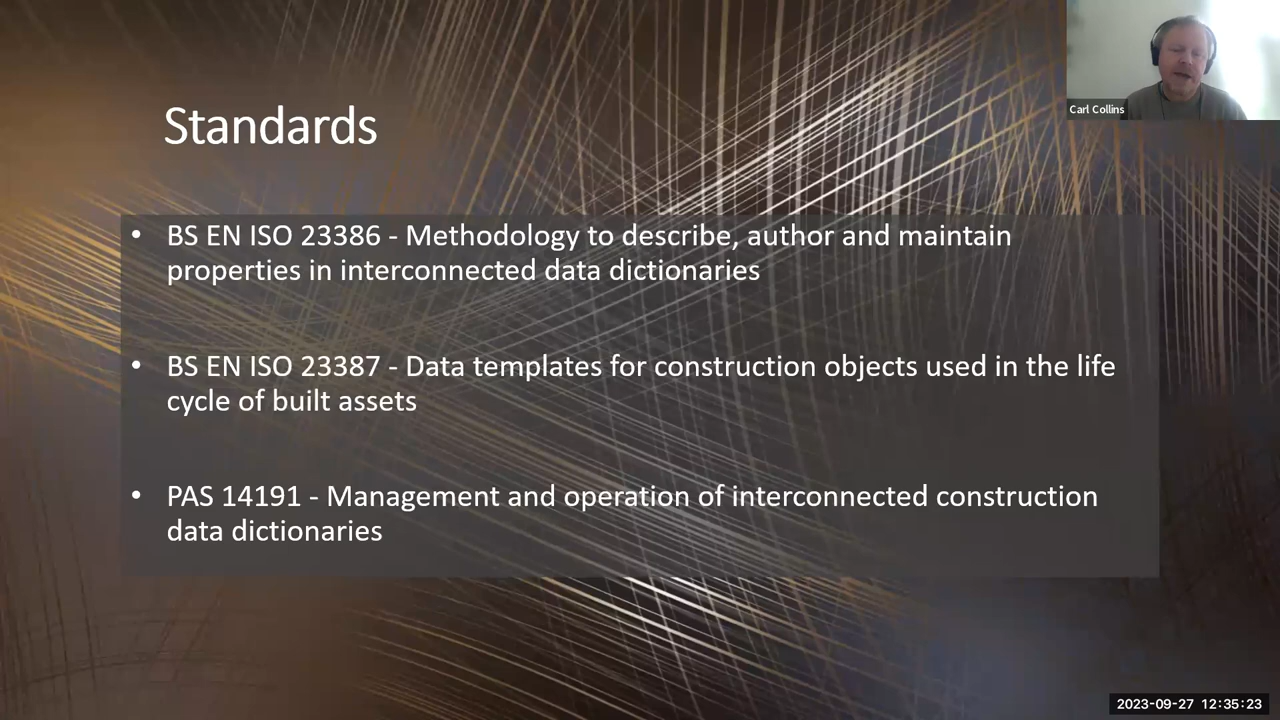 Carl Collins
Standards
• BS EN ISO 23386 - Methodology to describe, author and maintain
properties in interconnected data dictionaries
• BS EN ISO 23387 - Data templates for construction objects used in the life
cycle of built assets
• PAS 14191 - Management and operation of interconnected construction
data dictionaries
2023-09-27 12:35:23